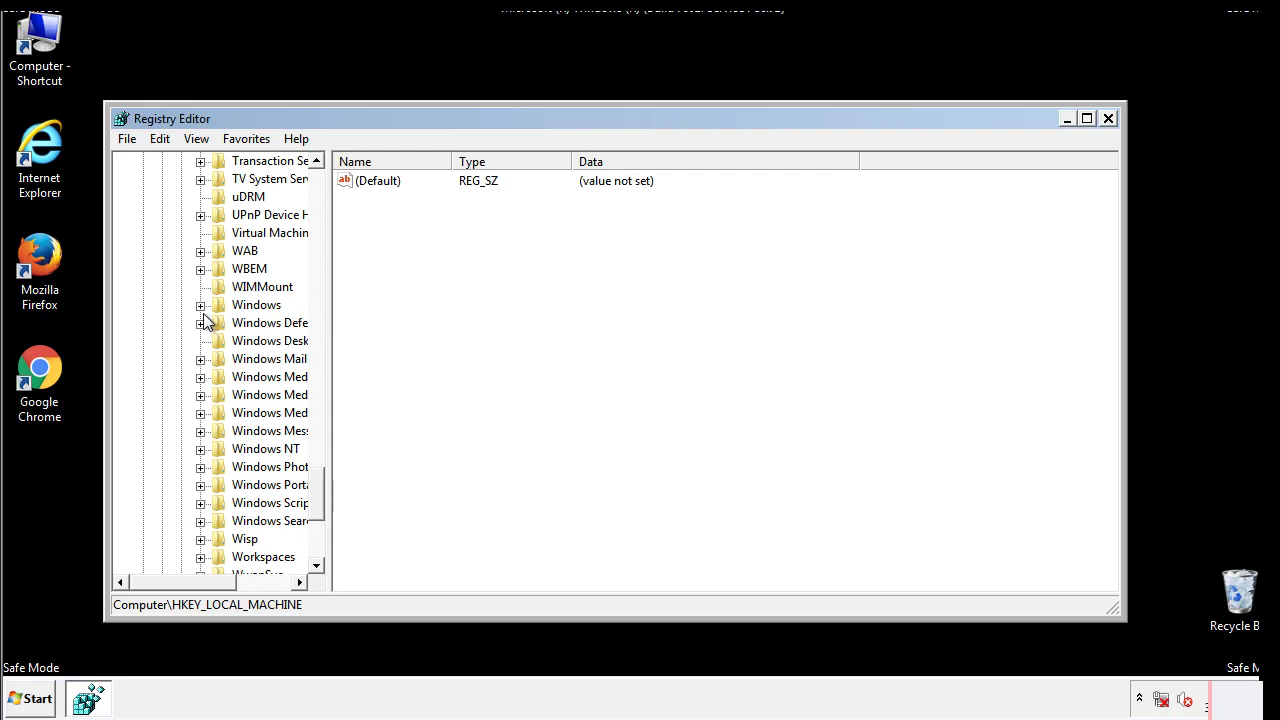 Computer -
Shortcut
Internet
Explorer
Mozilla
Firefox
Google
Chrome
Registry Editor
File Edit View Favorites Help
Transaction Se
TV System Serv
uDRM
UPnP Device H
Virtual Machin
WAB
WBEM
WIMMount
Windows
Windows Defe
Windows Desk
Windows Mail
Windows Med
Windows Med
Windows Med
Windows Mess
Windows NT
Windows Phot
Windows Porta
Windows Scrip
Windows Sear
Wisp
Workspaces
Name Type Data
(Default) REG_SZ (value not set)
Computer\HKEY_LOCAL_MACHINE
Recycle B
Safe Mode
Safe M
Start